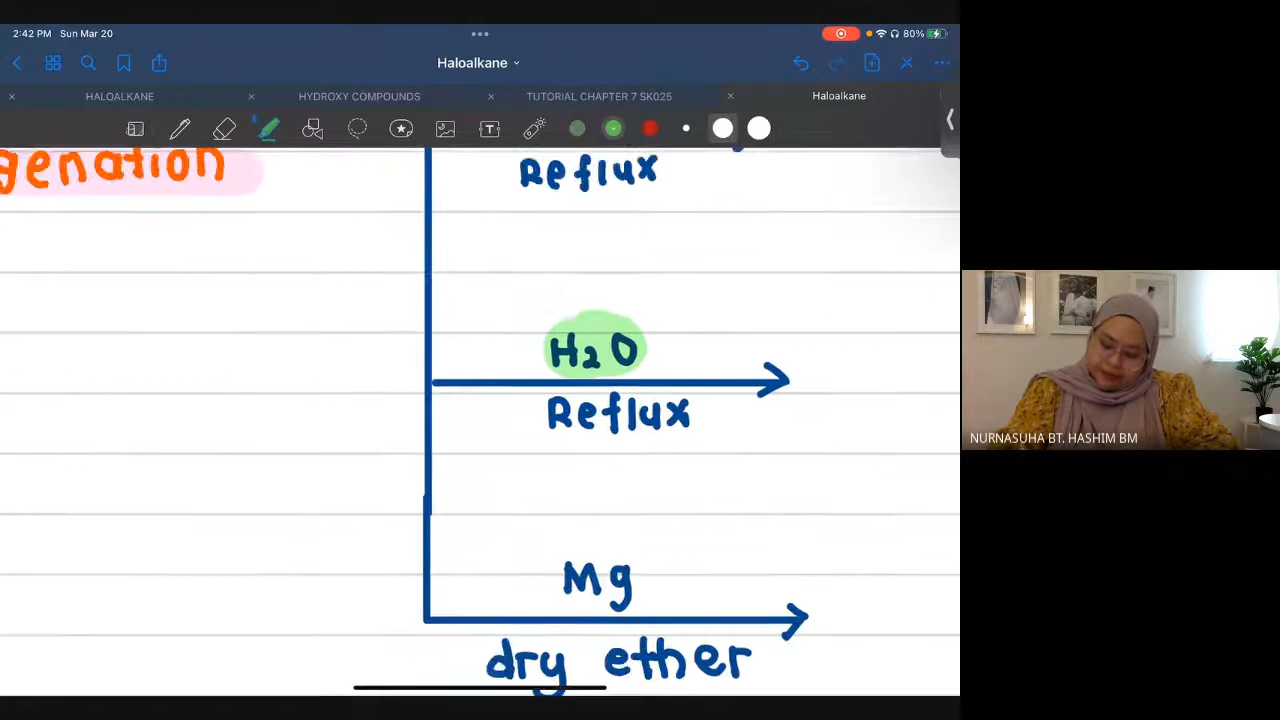 2:42 PM Sun Mar 20
80%
Haloalkane
HALOALKANE
HYDROXY COMPOUNDS
TUTORIAL CHAPTER 7 SK025
Haloalkane
genation
Reflux
H2O
Reflux
Mg
dry ether
NURNASUHA BT. HASHIM BM